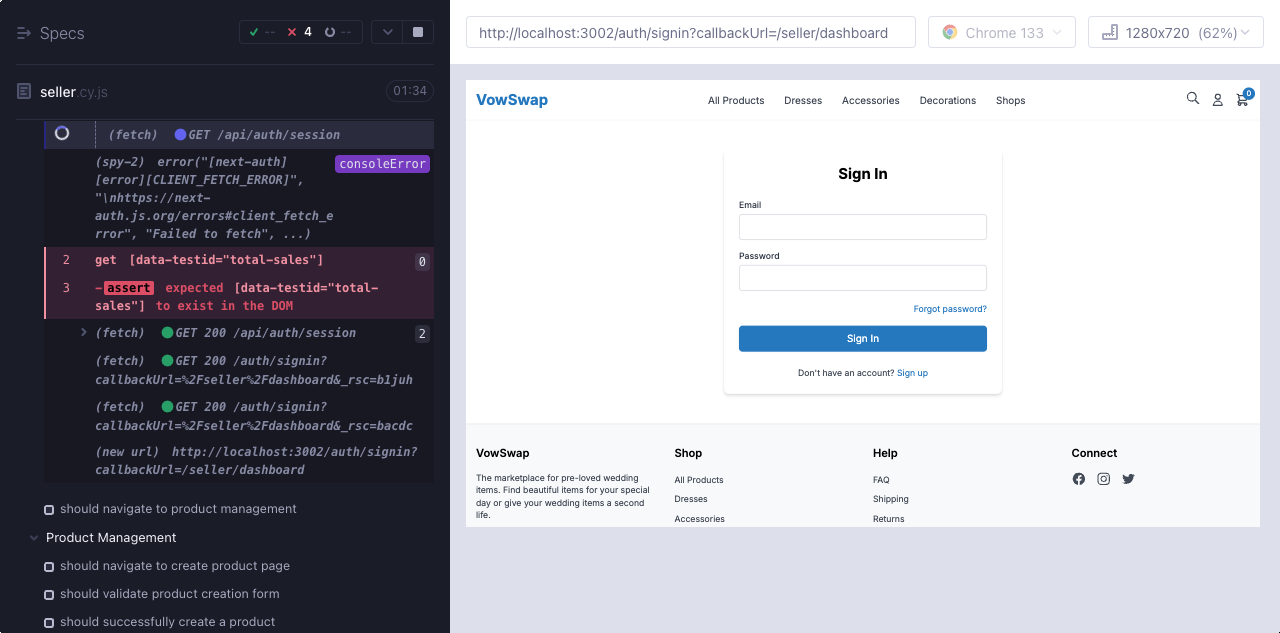 Specs
-- 4 --
seller.cy.js 01:34
(fetch) GET /api/auth/session
(spy-2) error("[next-auth] consoleError
[error][CLIENT_FETCH_ERROR]",
"\nhttps://next-
auth.js.org/errors#client_fetch_e
rror", "Failed to fetch", ...)
2 get [data-testid="total-sales"] 0
3 -assert expected [data-testid="total-
sales"] to exist in the DOM
(fetch) GET 200 /api/auth/session 2
(fetch) GET 200 /auth/signin?
callbackUrl=%2Fseller%2Fdashboard&_rsc=b1juh
(fetch) GET 200 /auth/signin?
callbackUrl=%2Fseller%2Fdashboard&_rsc=bacdc
(new url) http://localhost:3002/auth/signin?
callbackUrl=/seller/dashboard
should navigate to product management
Product Management
should navigate to create product page
should validate product creation form
should successfully create a product
http://localhost:3002/auth/signin?callbackUrl=/seller/dashboard
Chrome 133
1280x720 (62%)
VowSwap
All Products Dresses Accessories Decorations Shops
0
Sign In
Email
Password
Forgot password?
Sign In
Don't have an account? Sign up
VowSwap
The marketplace for pre-loved wedding
items. Find beautiful items for your special
day or give your wedding items a second
life.
Shop
All Products
Dresses
Accessories
Help
FAQ
Shipping
Returns
Connect